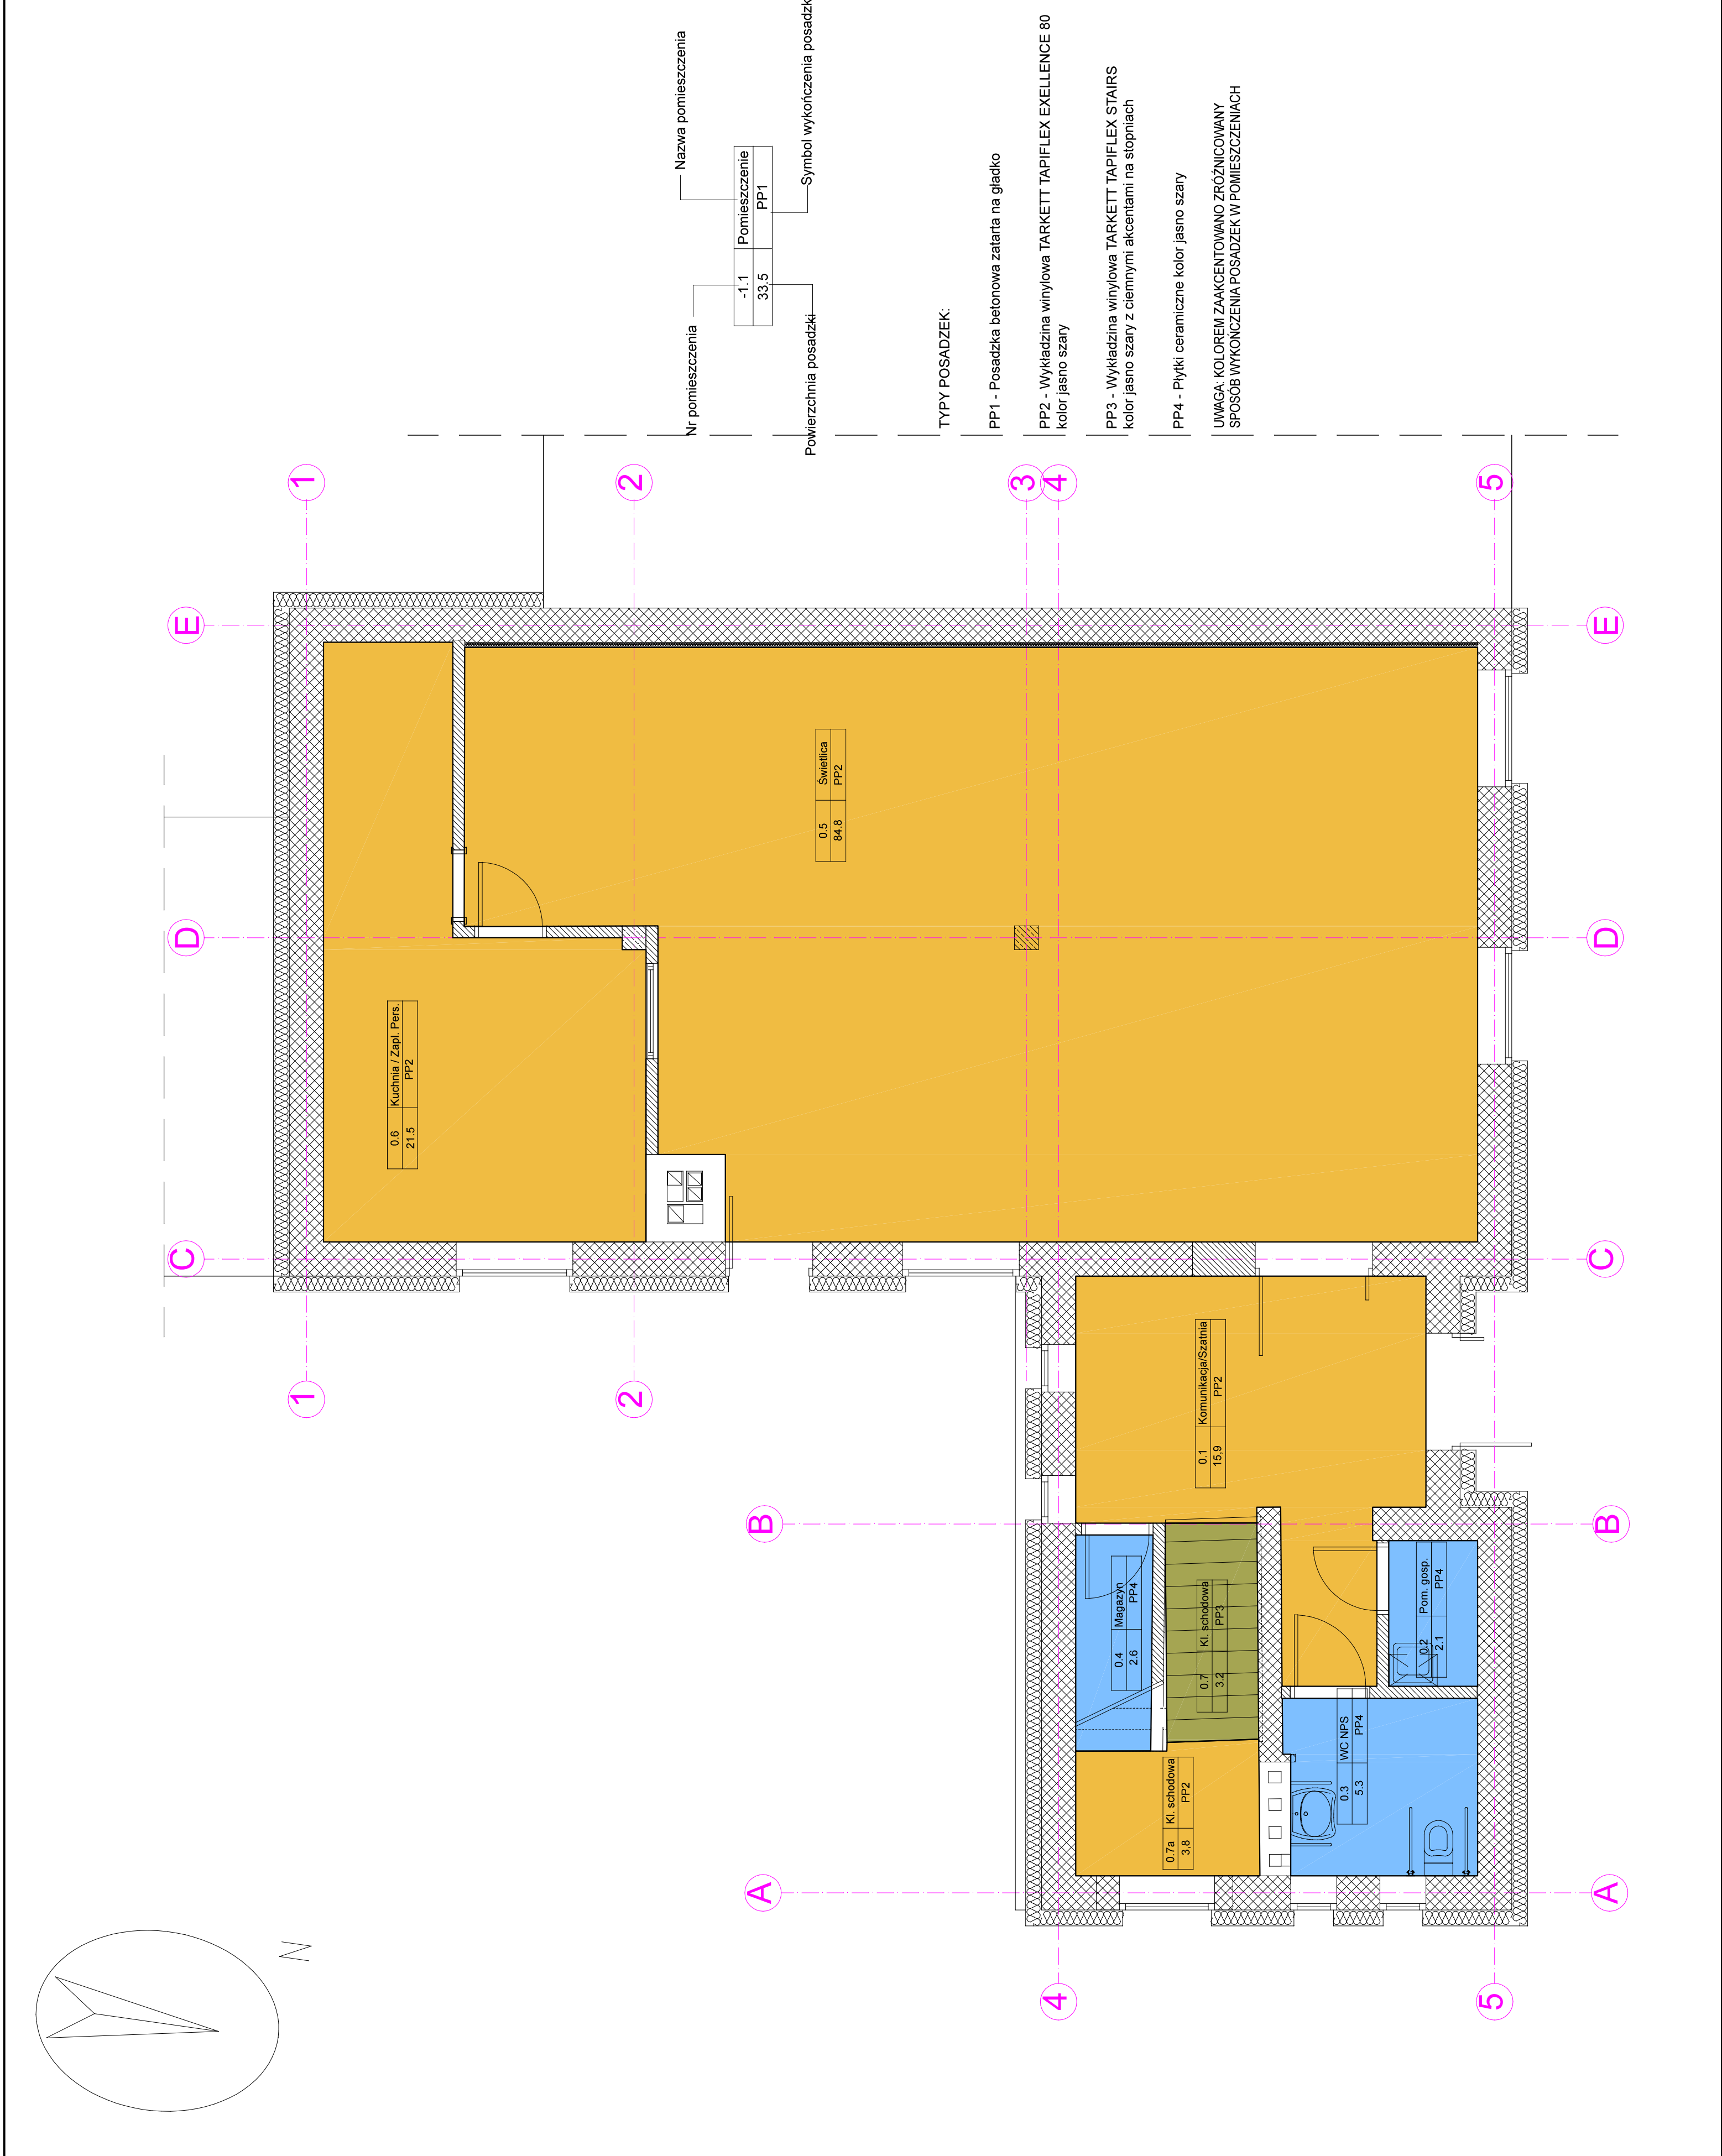 Nazwa pomieszczenia
Nr pomieszczenia
-1.1 Pomieszczenie
33.5 PP1
Powierzchnia posadzki
Symbol wykończenia posadzk
TYPY POSADZEK:
PP1 - Posadzka betonowa zatarta na gładko
PP2 - Wykładzina winylowa TARKETT TAPIFLEX EXELLENCE 80
kolor jasno szary
PP3 - Wykładzina winylowa TARKETT TAPIFLEX STAIRS
kolor jasno szary z ciemnymi akcentami na stopniach
PP4 - Płytki ceramiczne kolor jasno szary
UWAGA: KOLOREM ZAAKCENTOWANO ZRÓŻNICOWANY
SPOSÓB WYKOŃCZENIA POSADZEK W POMIESZCZENIACH
1
2
3
4
5
E
E
D
D
C
C
1
2
B
B
A
A
4
5
0.6 Kuchnia / Zapl. Pers.
21.5 PP2
0.5 Świetlica
84.8 PP2
0.1 Komunikacja/Szatnia
15,9 PP2
0.4 Magazyn
2.6 PP4
0.7 Kl. schodowa
3.2 PP3
0.2 Pom. gosp.
2.1 PP4
0.7a Kl. schodowa
3,8 PP2
0.3 WC NPS
5.3 PP4
N